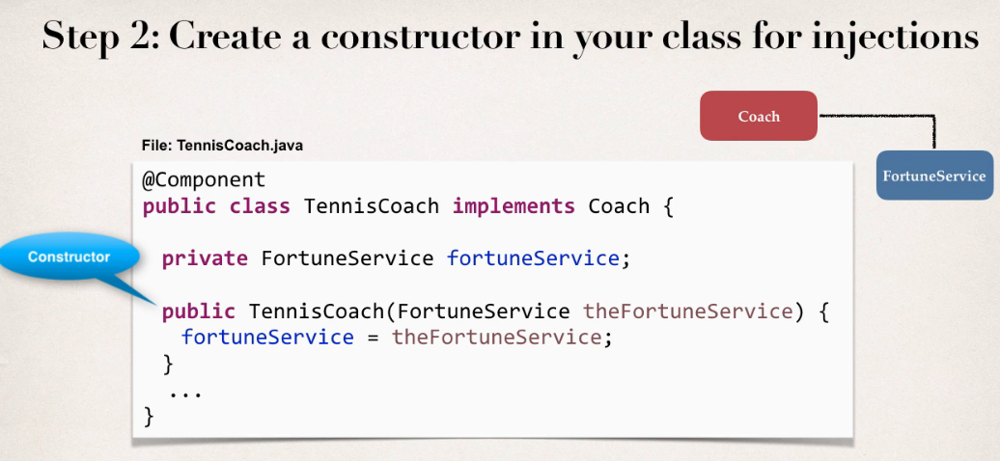 Step 2: Create a constructor in your class for injections
Coach
FortuneService
File: TennisCoach.java
@Component
public class TennisCoach implements Coach {
private FortuneService fortuneService;
Constructor
public TennisCoach(FortuneService theFortuneService) {
fortuneService = theFortuneService;
}
...
}